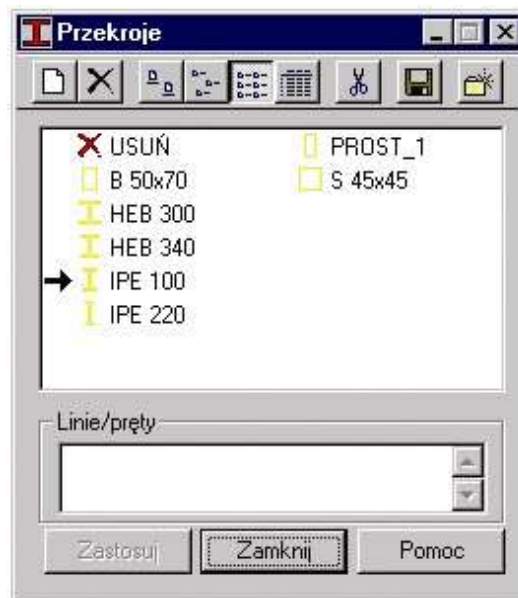 Przekroje
USUŃ
B 50x70
HEB 300
HEB 340
IPE 100
IPE 220
PROST_1
S 45x45
Linie/pręty
Zastosuj
Zamknij
Pomoc